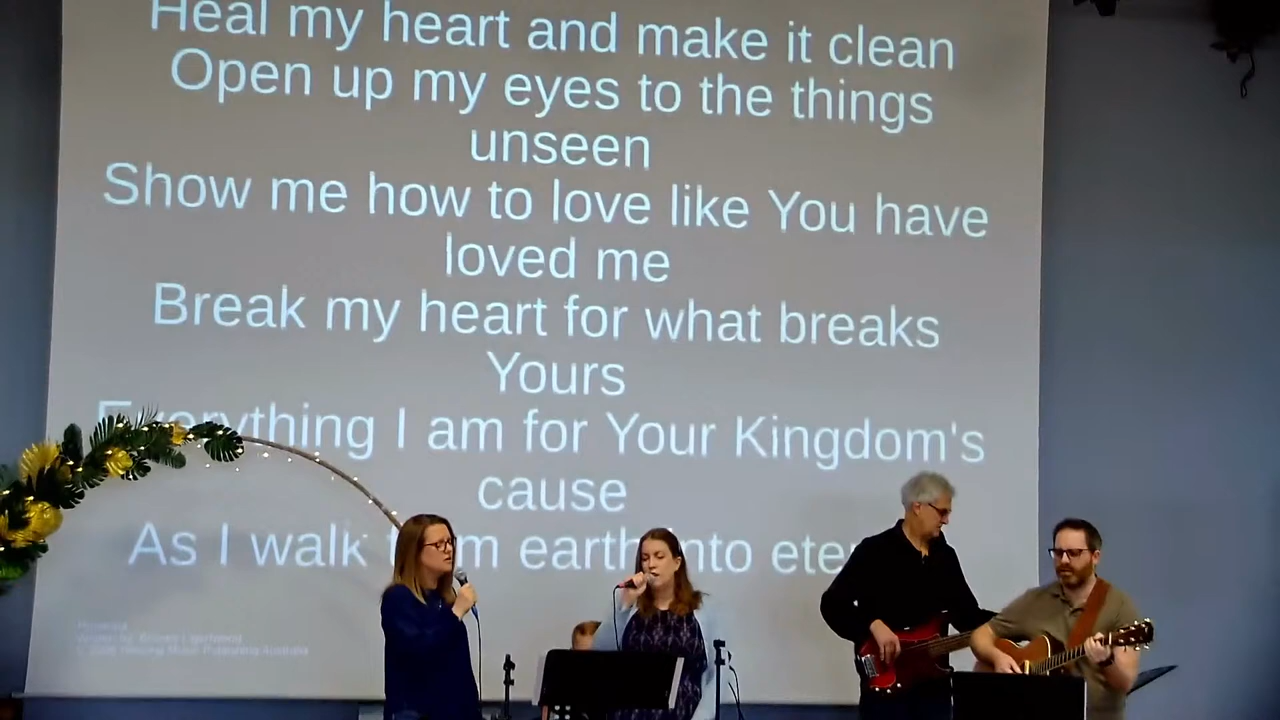 Heal my heart and make it clean
Open up my eyes to the things
unseen
Show me how to love like You have
loved me
Break my heart for what breaks
Yours
Everything I am for Your Kingdom's
cause
As I walk earth into